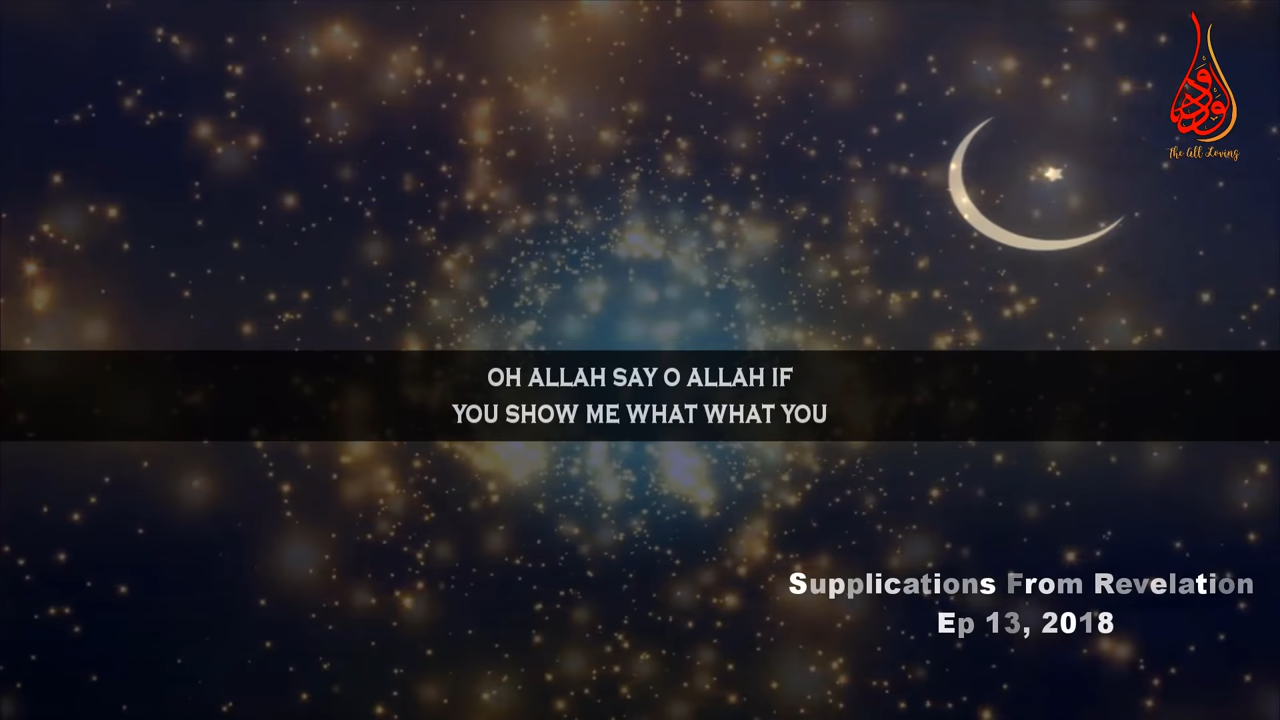 الودود
The All Loving
OH ALLAH SAY O ALLAH IF
YOU SHOW ME WHAT WHAT YOU
Supplications From Revelation
Ep 13, 2018